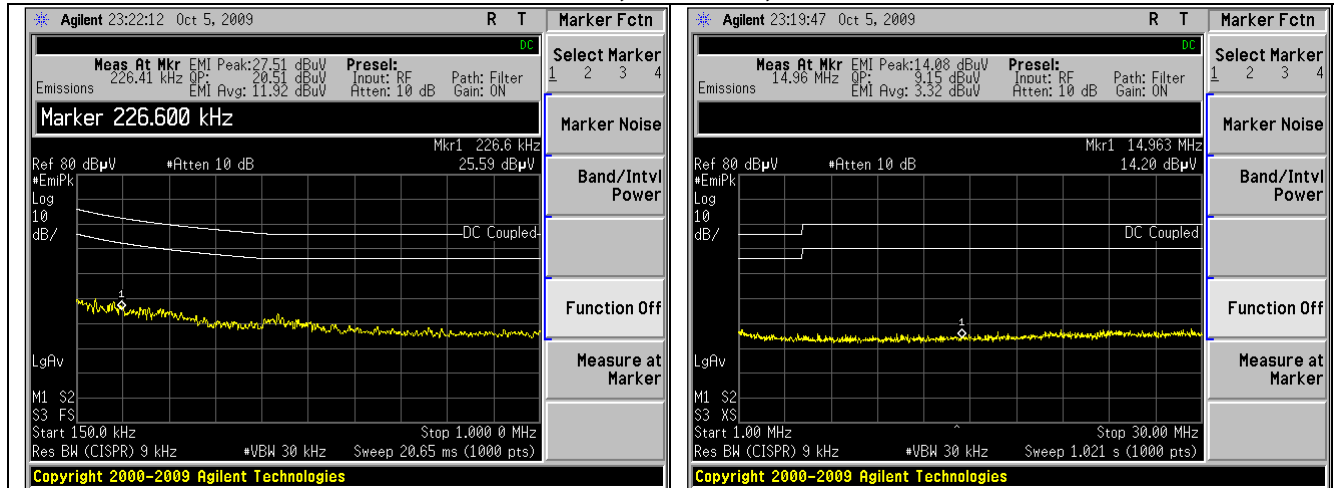 Agilent 23:22:12 Oct 5, 2009 R T
DC
Meas At Mkr EMI Peak:27.51 dBuV Presel:
226.41 kHz QP: 20.51 dBuV Input: RF Path: Filter
Emissions EMI Avg: 11.92 dBuV Atten: 10 dB Gain: ON
Marker 226.600 kHz
Mkr1 226.6 kHz
Ref 80 dBµV #Atten 10 dB 25.59 dBµV
#EmiPk
Log
10
dB/
DC Coupled
1
LgAv
M1 S2
S3 FS
Start 150.0 kHz Stop 1.000 0 MHz
Res BW (CISPR) 9 kHz #VBW 30 kHz Sweep 20.65 ms (1000 pts)
Copyright 2000-2009 Agilent Technologies
Marker Fctn
Select Marker
1 2 3 4
Marker Noise
Band/Intvl
Power
Function Off
Measure at
Marker
Agilent 23:19:47 Oct 5, 2009 R T
DC
Meas At Mkr EMI Peak:14.08 dBuV Presel:
14.96 MHz QP: 9.15 dBuV Input: RF Path: Filter
Emissions EMI Avg: 3.32 dBuV Atten: 10 dB Gain: ON
Mkr1 14.963 MHz
Ref 80 dBµV #Atten 10 dB 14.20 dBµV
#EmiPk
Log
10
dB/
DC Coupled
1
LgAv
M1 S2
S3 XS
Start 1.00 MHz ^ Stop 30.00 MHz
Res BW (CISPR) 9 kHz #VBW 30 kHz Sweep 1.021 s (1000 pts)
Copyright 2000-2009 Agilent Technologies
Marker Fctn
Select Marker
1 2 3 4
Marker Noise
Band/Intvl
Power
Function Off
Measure at
Marker